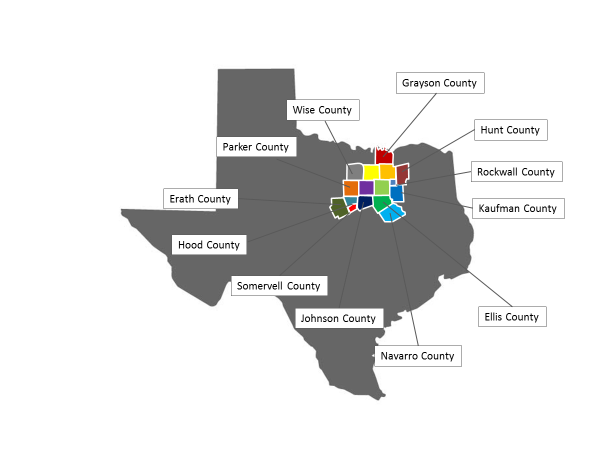 Grayson County
Wise County
Hunt County
Parker County
Rockwall County
Erath County
Kaufman County
Hood County
Somervell County
Johnson County
Ellis County
Navarro County